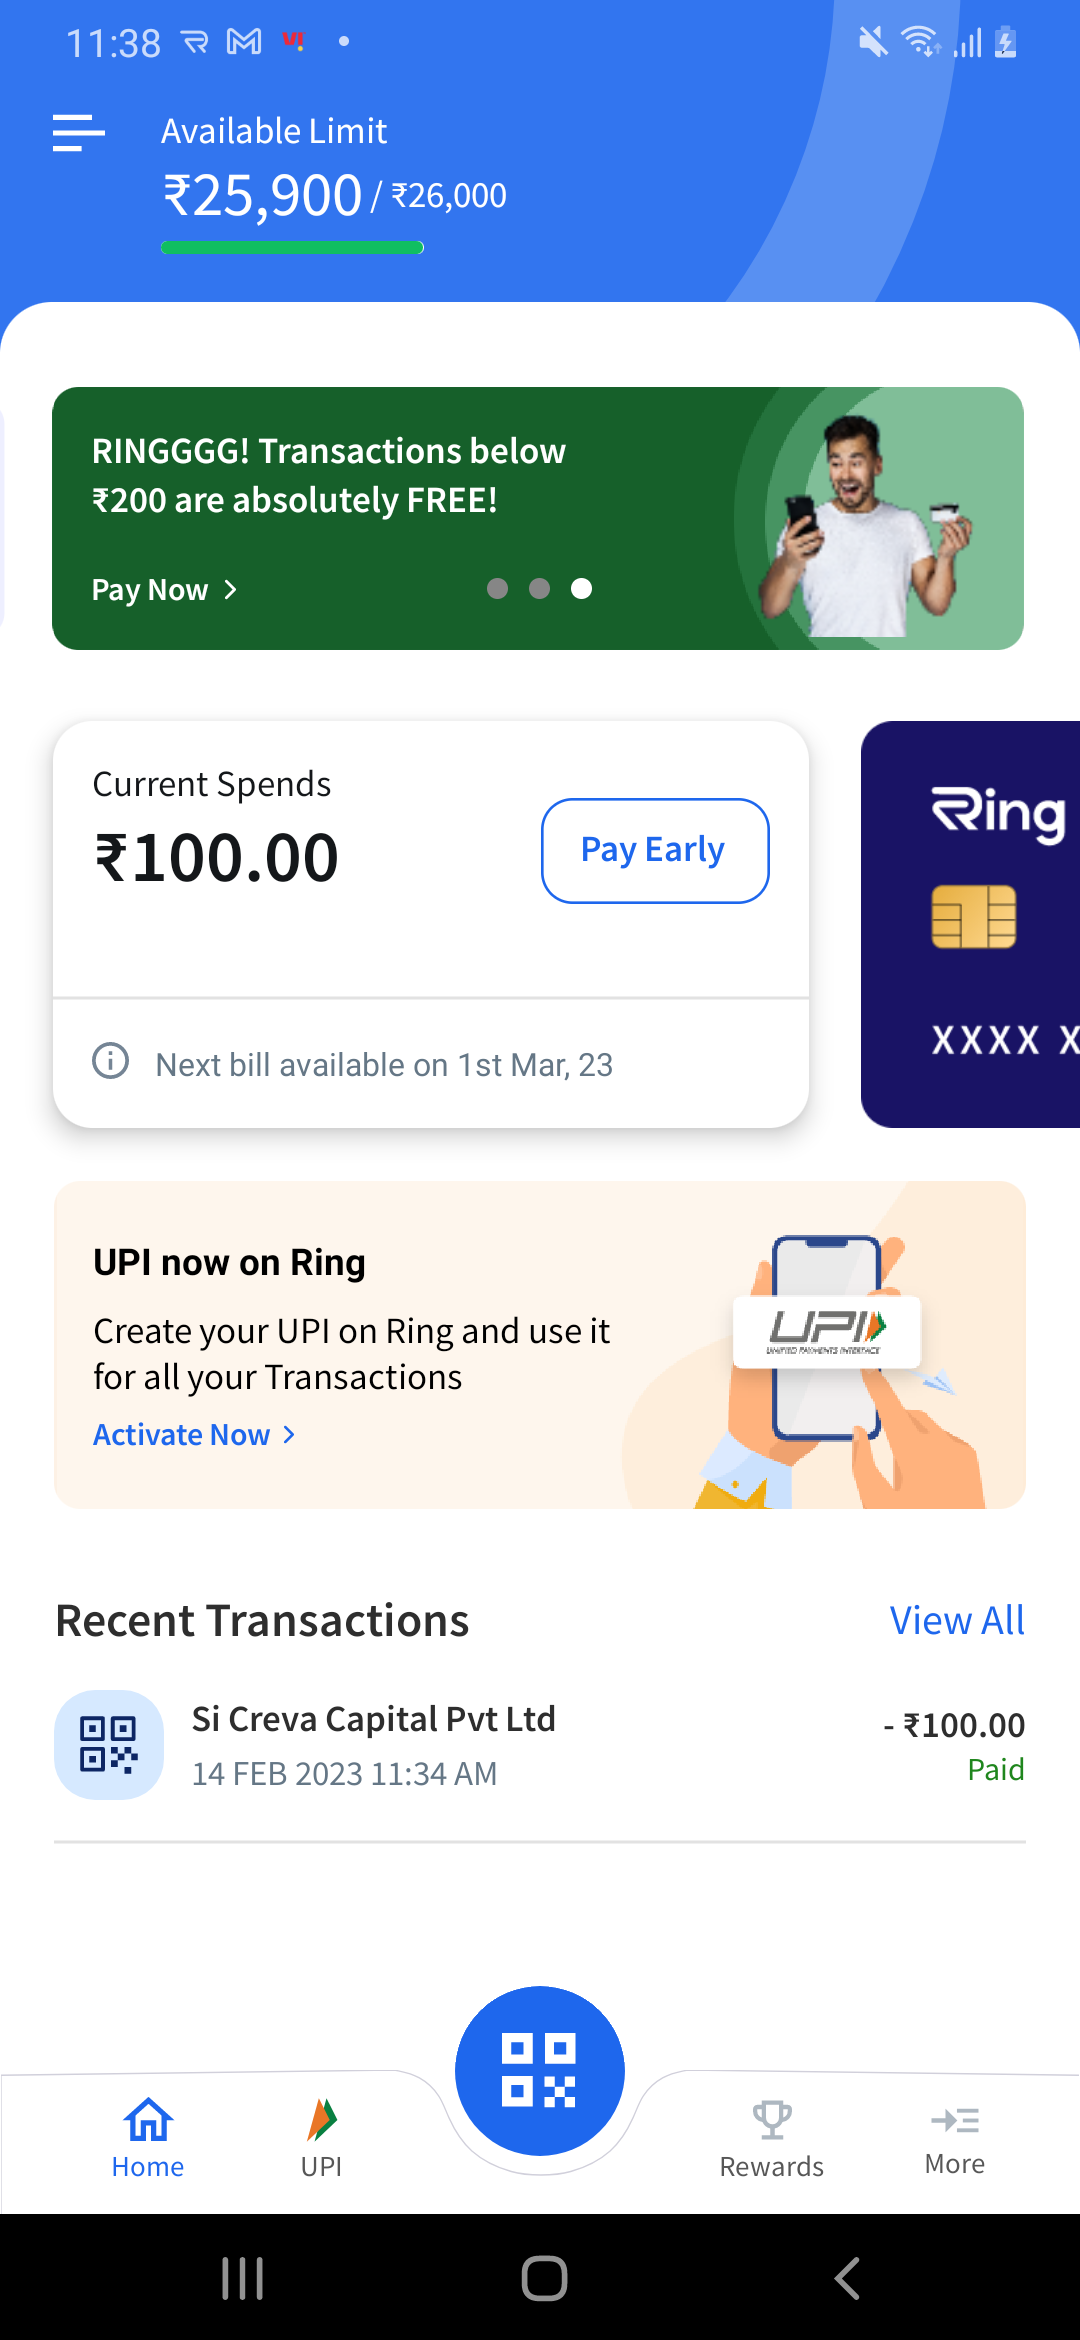 11:38
Available Limit
₹25,900 / ₹26,000
RINGGGG! Transactions below
₹200 are absolutely FREE!
Pay Now
Current Spends
₹100.00
Pay Early
Next bill available on 1st Mar, 23
Ring
XXXX X
UPI now on Ring
Create your UPI on Ring and use it
for all your Transactions
Activate Now
UPI
UNIFIED PAYMENTS INTERFACE
Recent Transactions
View All
Si Creva Capital Pvt Ltd
- ₹100.00
14 FEB 2023 11:34 AM
Paid
Home
UPI
Rewards
More